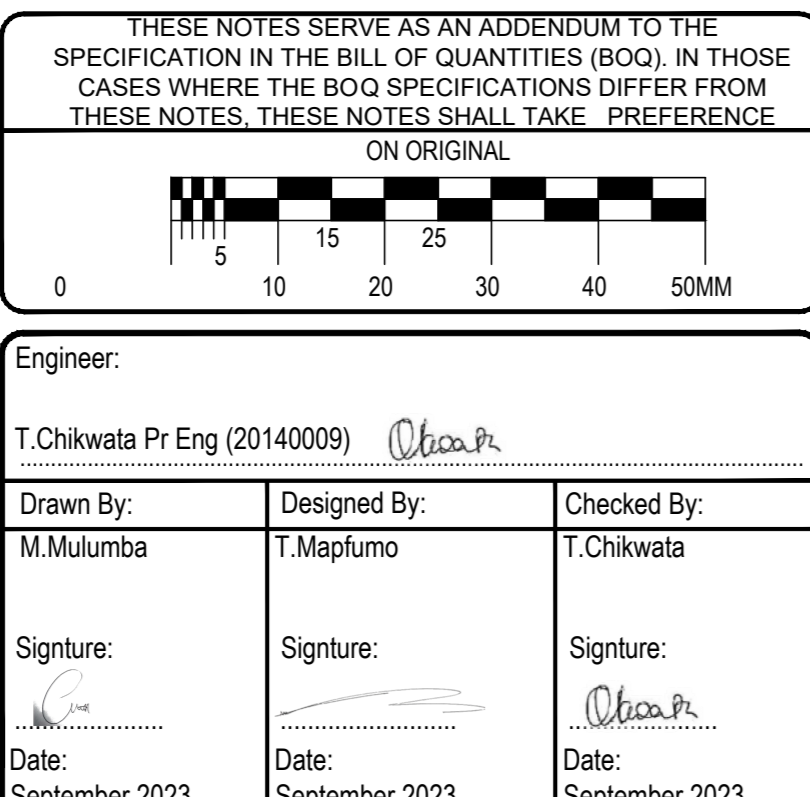 THESE NOTES SERVE AS AN ADDENDUM TO THE
SPECIFICATION IN THE BILL OF QUANTITIES (BOQ). IN THOSE
CASES WHERE THE BOQ SPECIFICATIONS DIFFER FROM
THESE NOTES, THESE NOTES SHALL TAKE PREFERENCE
ON ORIGINAL
5 15 25
0 10 20 30 40 50MM
Engineer:
T.Chikwata Pr Eng (20140009)
Drawn By: Designed By: Checked By:
M.Mulumba T.Mapfumo T.Chikwata
Signture: Signture: Signture:
Date: Date: Date:
September 2023 September 2023 September 2023